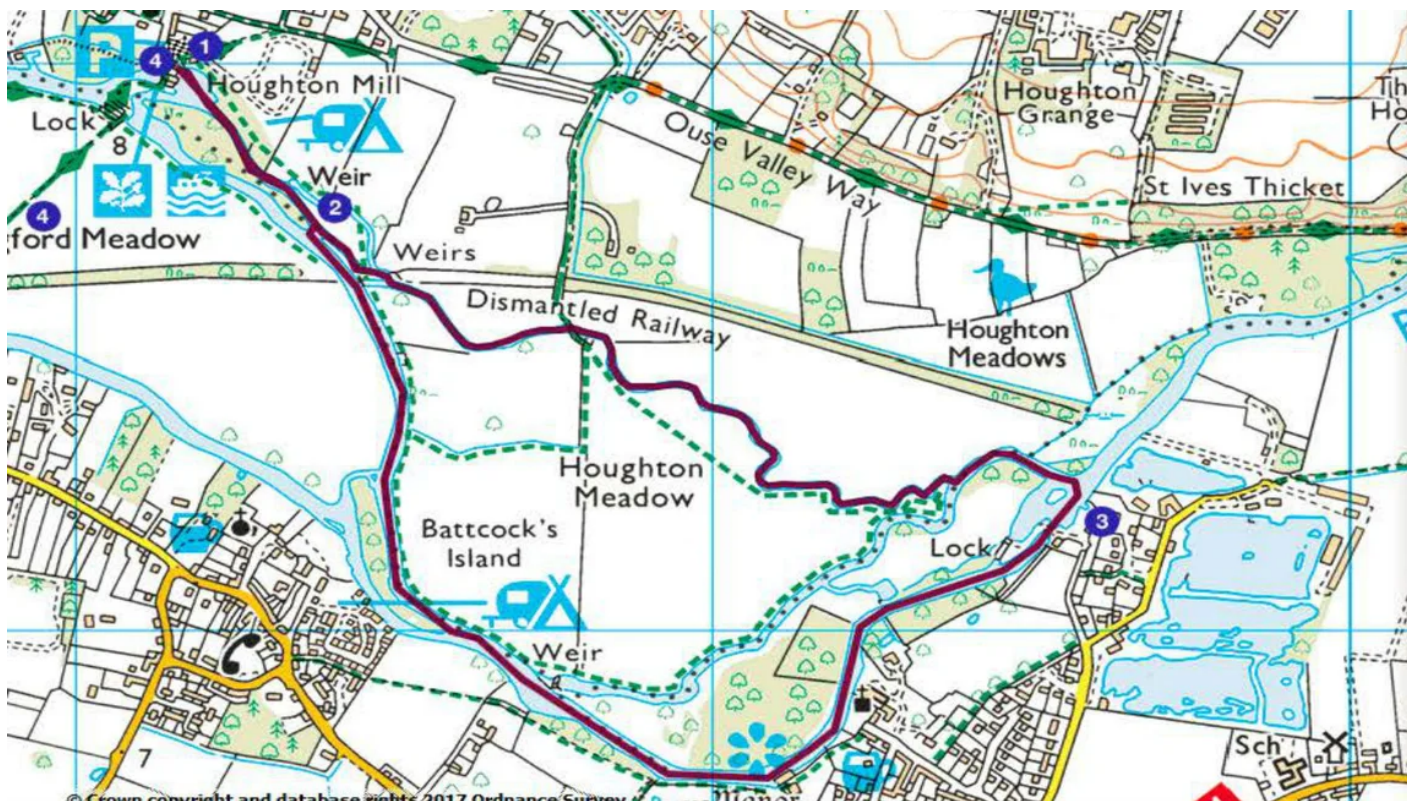 1
4
P
Houghton Mill
Lock
8
Weir
2
4
ford Meadow
Weirs
Dismantled Railway
Ouse Valley Way
Houghton
Grange
St Ives Thicket
Houghton
Meadows
Houghton
Meadow
Battcock's
Island
Lock
3
Weir
7
Sch
© Crown copyright and database rights 2017 Ordnance Survey